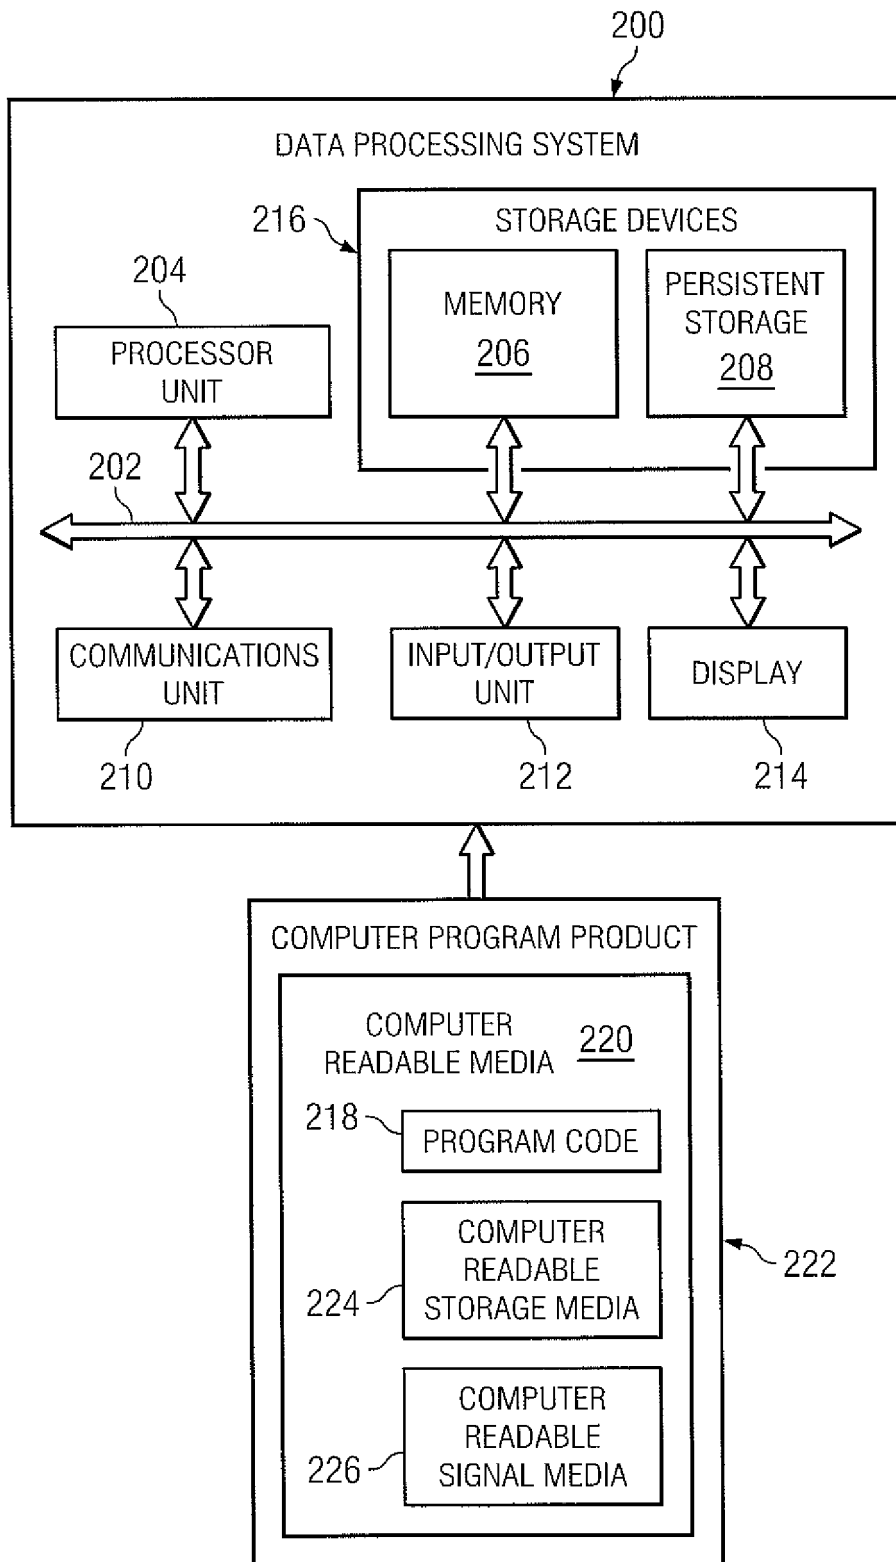 200
DATA PROCESSING SYSTEM
216
STORAGE DEVICES
204
MEMORY
206
PERSISTENT
STORAGE
208
PROCESSOR
UNIT
202
COMMUNICATIONS
UNIT
INPUT/OUTPUT
UNIT
DISPLAY
210
212
214
COMPUTER PROGRAM PRODUCT
COMPUTER
READABLE MEDIA
220
218
PROGRAM CODE
COMPUTER
READABLE
STORAGE MEDIA
224
222
COMPUTER
READABLE
SIGNAL MEDIA
226